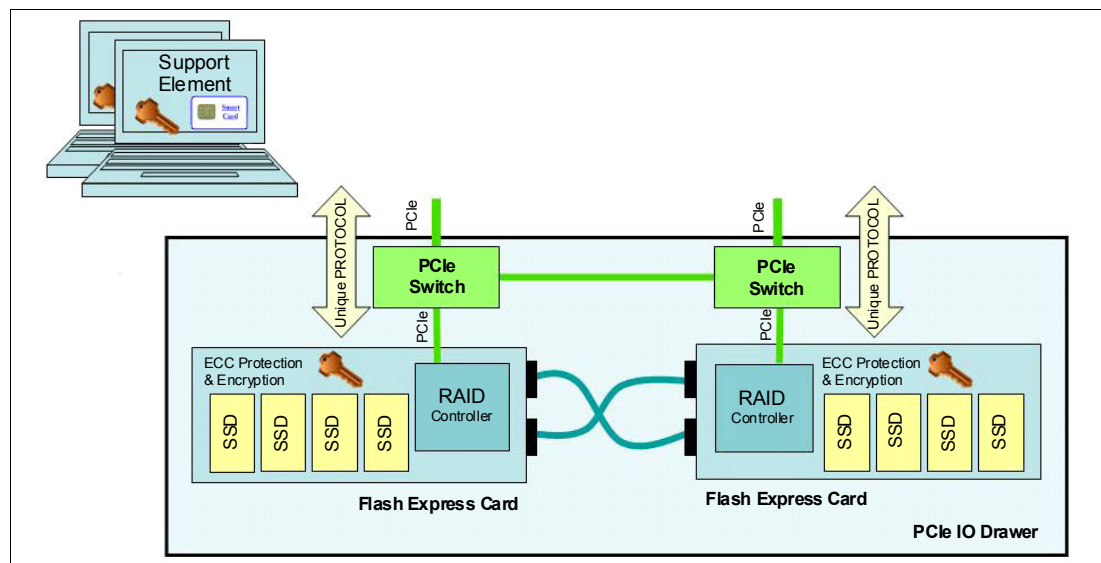 Support
Element
Smart
Card
PCIe
PCIe
Unique PROTOCOL
Unique PROTOCOL
PCIe
Switch
PCIe
Switch
PCIe
PCIe
ECC Protection
& Encryption
RAID
Controller
SSD
SSD
SSD
SSD
RAID
Controller
ECC Protection
& Encryption
SSD
SSD
SSD
SSD
Flash Express Card
Flash Express Card
PCIe IO Drawer